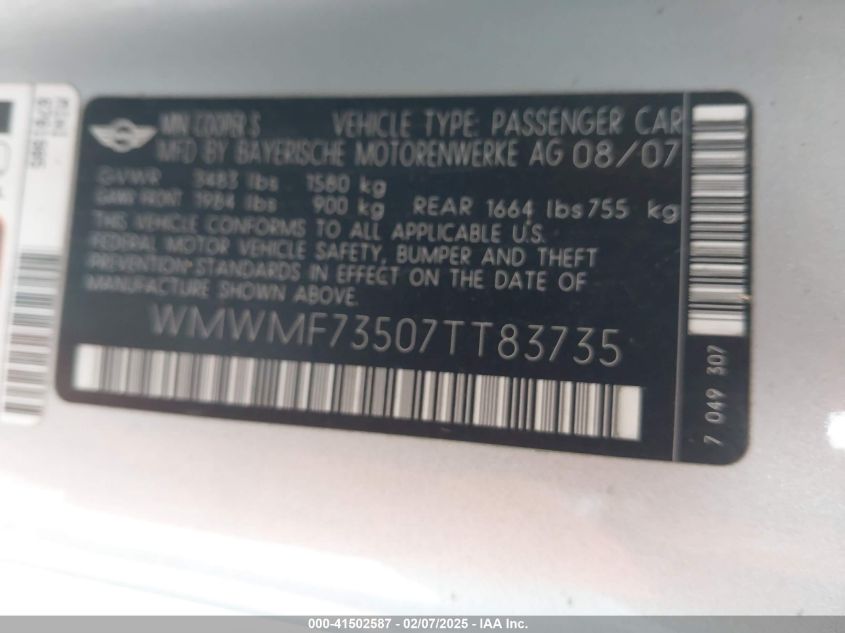 MINI COOPER S VEHICLE TYPE: PASSENGER CAR
MFD BY BAYERISCHE MOTORENWERKE AG 08/07
GVWR 3483 lbs 1580 kg
GAWR FRONT 1984 lbs 900 kg REAR 1664 lbs 755 kg
THIS VEHICLE CONFORMS TO ALL APPLICABLE U.S.
FEDERAL MOTOR VEHICLE SAFETY, BUMPER AND THEFT
PREVENTION STANDARDS IN EFFECT ON THE DATE OF
MANUFACTURE SHOWN ABOVE.
WMWMF73507TT83735
7 049 307
000-41502587 - 02/07/2025 - IAA Inc.